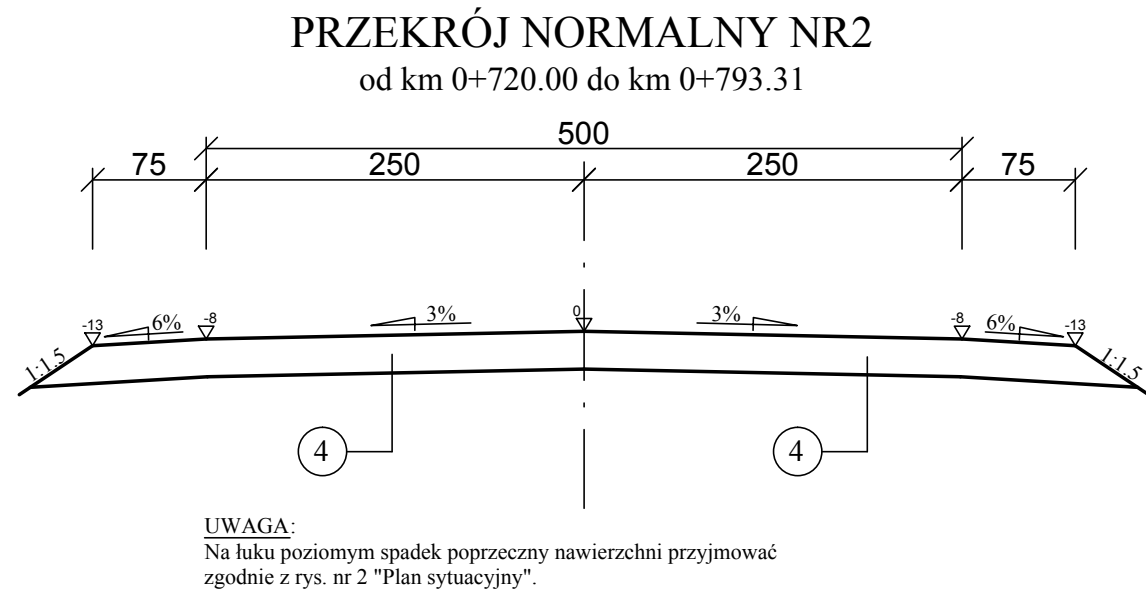 PRZEKRÓJ NORMALNY NR2
od km 0+720.00 do km 0+793.31
500
75 250 250 75
-13 6% -8 3% 0 3% -8 6% -13
1:1.5 1:1.5
4 4
UWAGA:
Na łuku poziomym spadek poprzeczny nawierzchni przyjmować
zgodnie z rys. nr 2 "Plan sytuacyjny".